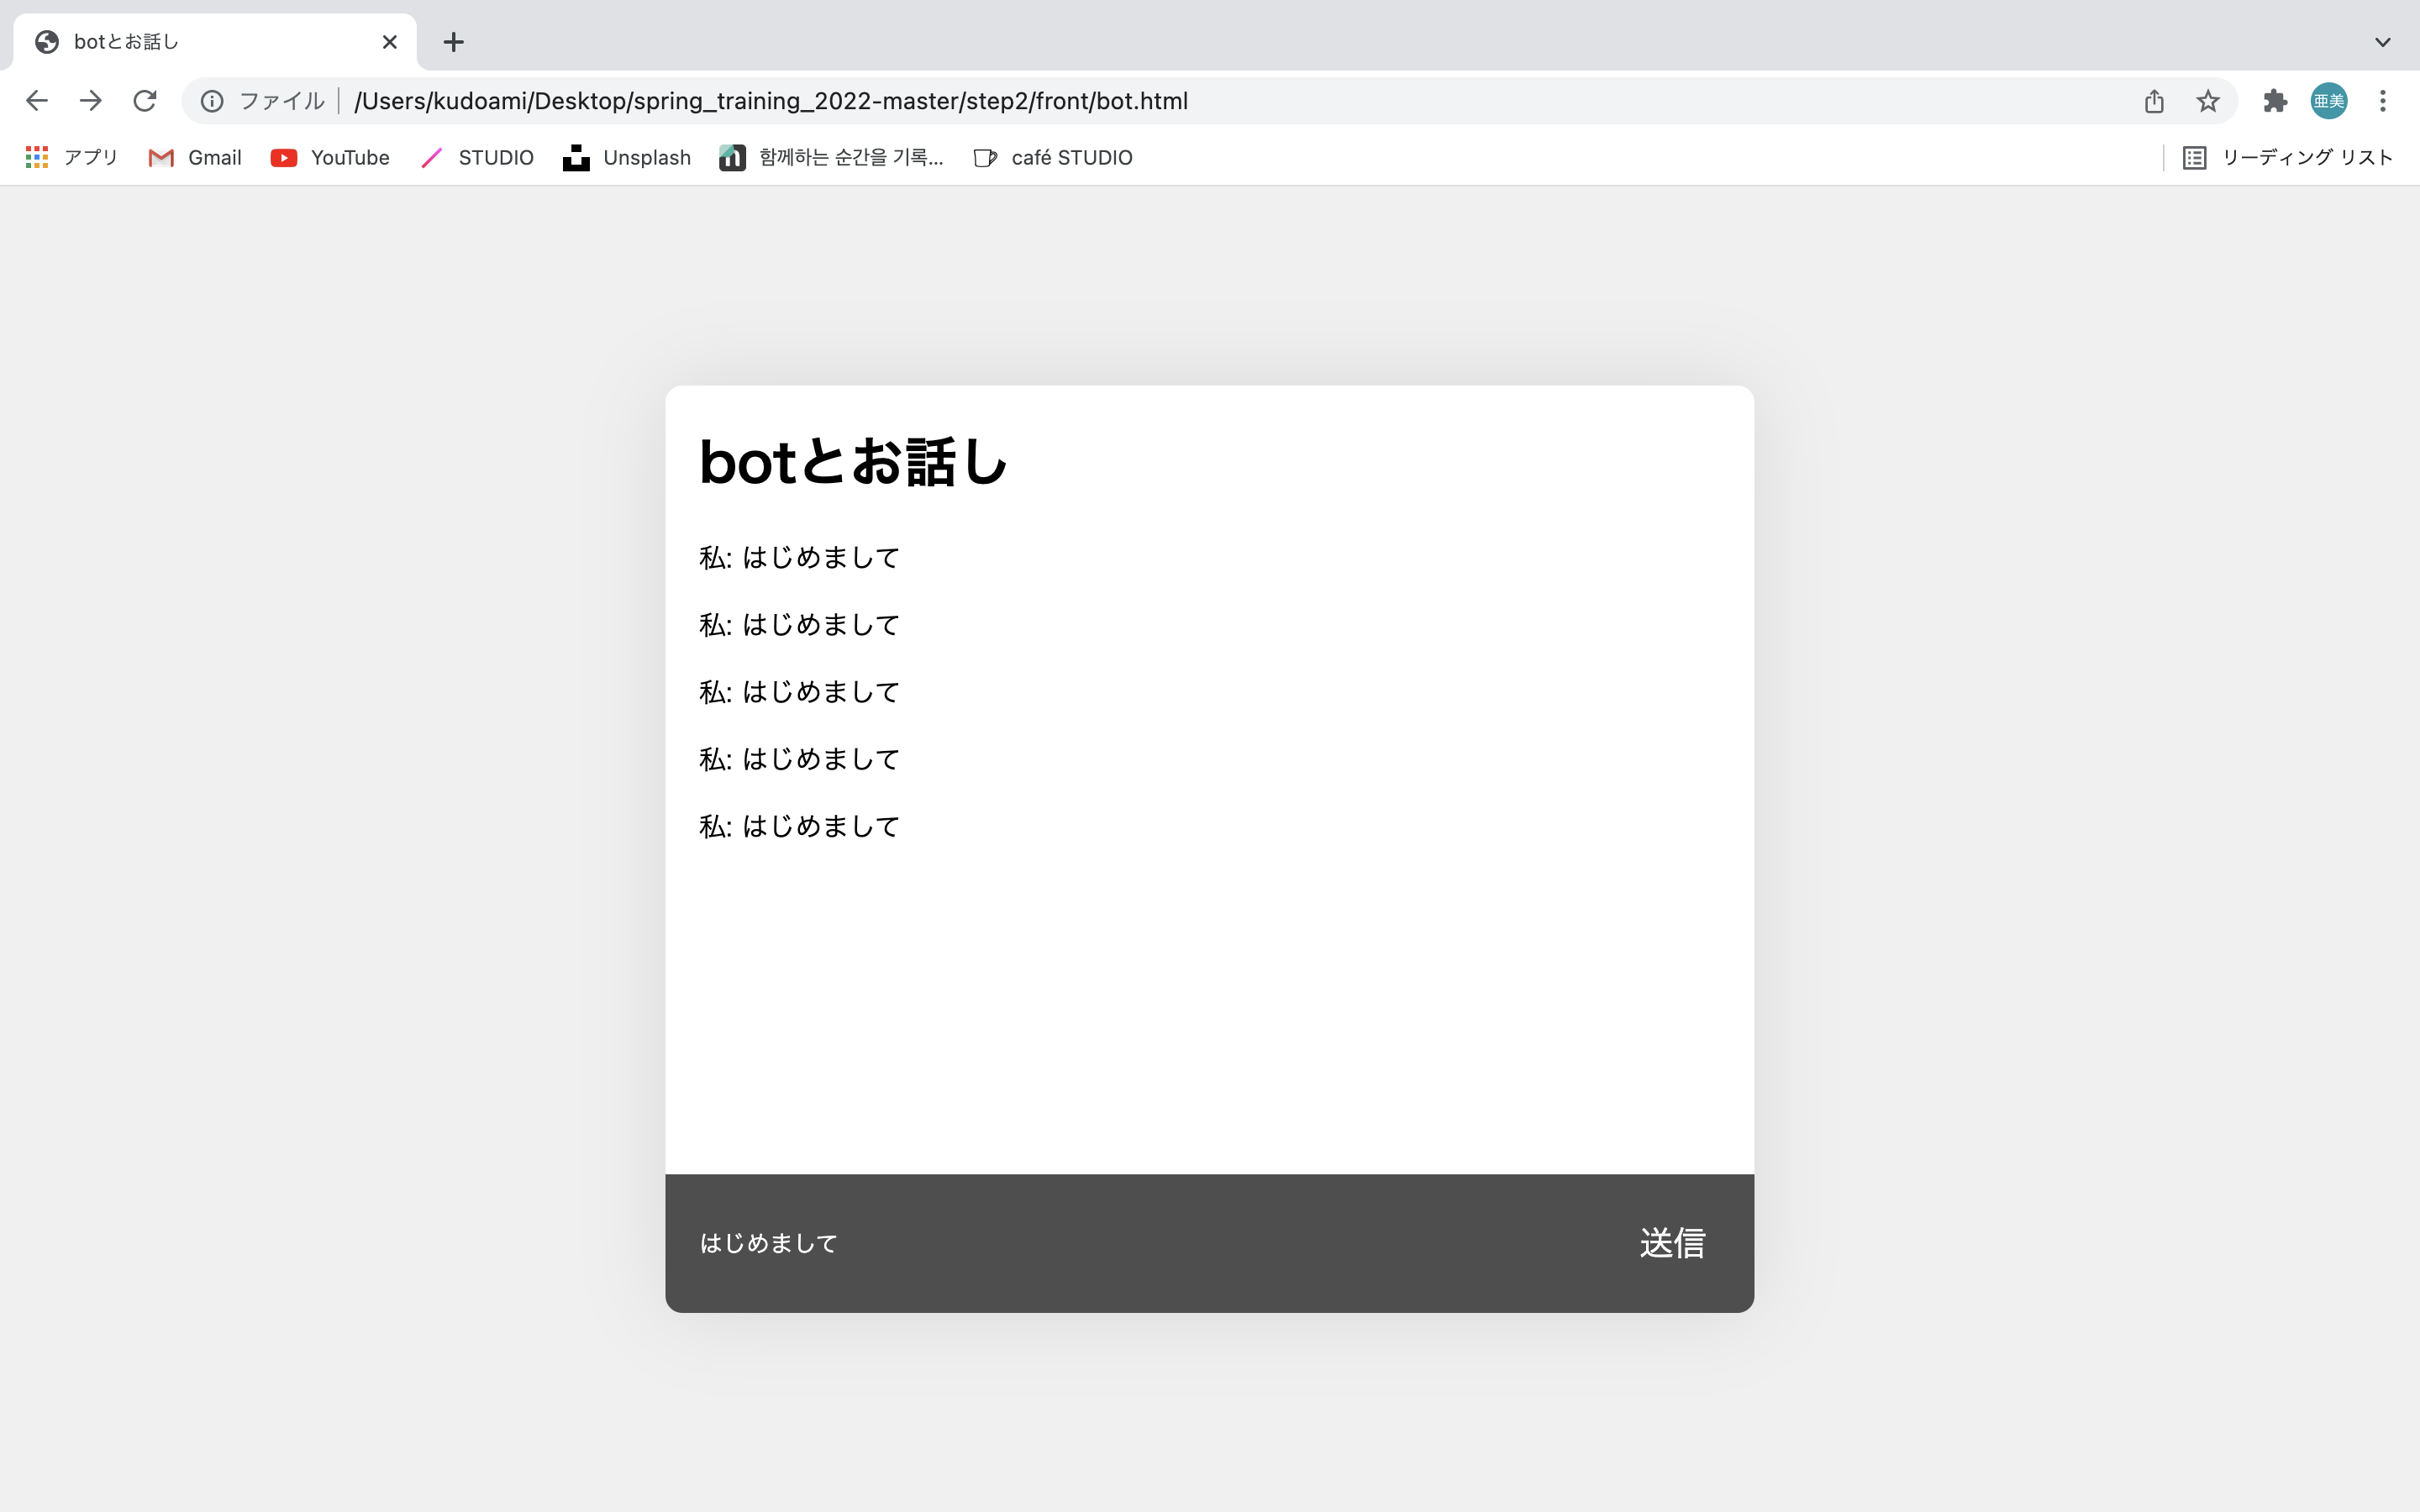 botとお話し
ファイル /Users/kudoami/Desktop/spring_training_2022-master/step2/front/bot.html 亜美
アプリ Gmail YouTube STUDIO Unsplash 함께하는 순간을 기록... café STUDIO リーディング リスト
botとお話し
私: はじめまして
私: はじめまして
私: はじめまして
私: はじめまして
私: はじめまして
はじめまして 送信